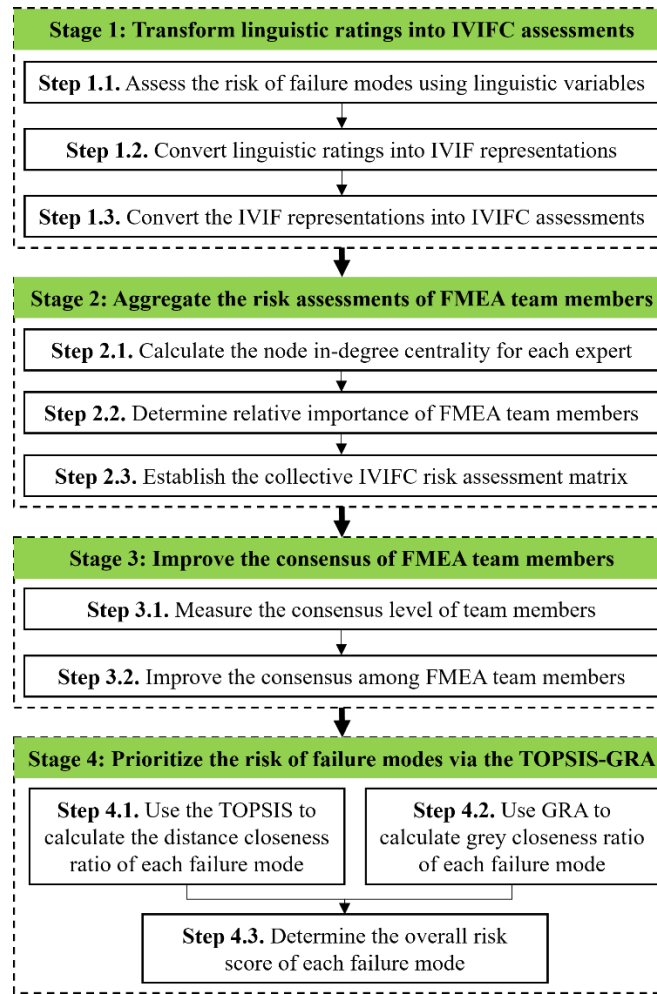 Stage 1: Transform linguistic ratings into IVIFC assessments
Step 1.1. Assess the risk of failure modes using linguistic variables
Step 1.2. Convert linguistic ratings into IVIF representations
Step 1.3. Convert the IVIF representations into IVIFC assessments
Stage 2: Aggregate the risk assessments of FMEA team members
Step 2.1. Calculate the node in-degree centrality for each expert
Step 2.2. Determine relative importance of FMEA team members
Step 2.3. Establish the collective IVIFC risk assessment matrix
Stage 3: Improve the consensus of FMEA team members
Step 3.1. Measure the consensus level of team members
Step 3.2. Improve the consensus among FMEA team members
Stage 4: Prioritize the risk of failure modes via the TOPSIS-GRA
Step 4.1. Use the TOPSIS to
calculate the distance closeness
ratio of each failure mode
Step 4.2. Use GRA to
calculate grey closeness ratio
of each failure mode
Step 4.3. Determine the overall risk
score of each failure mode